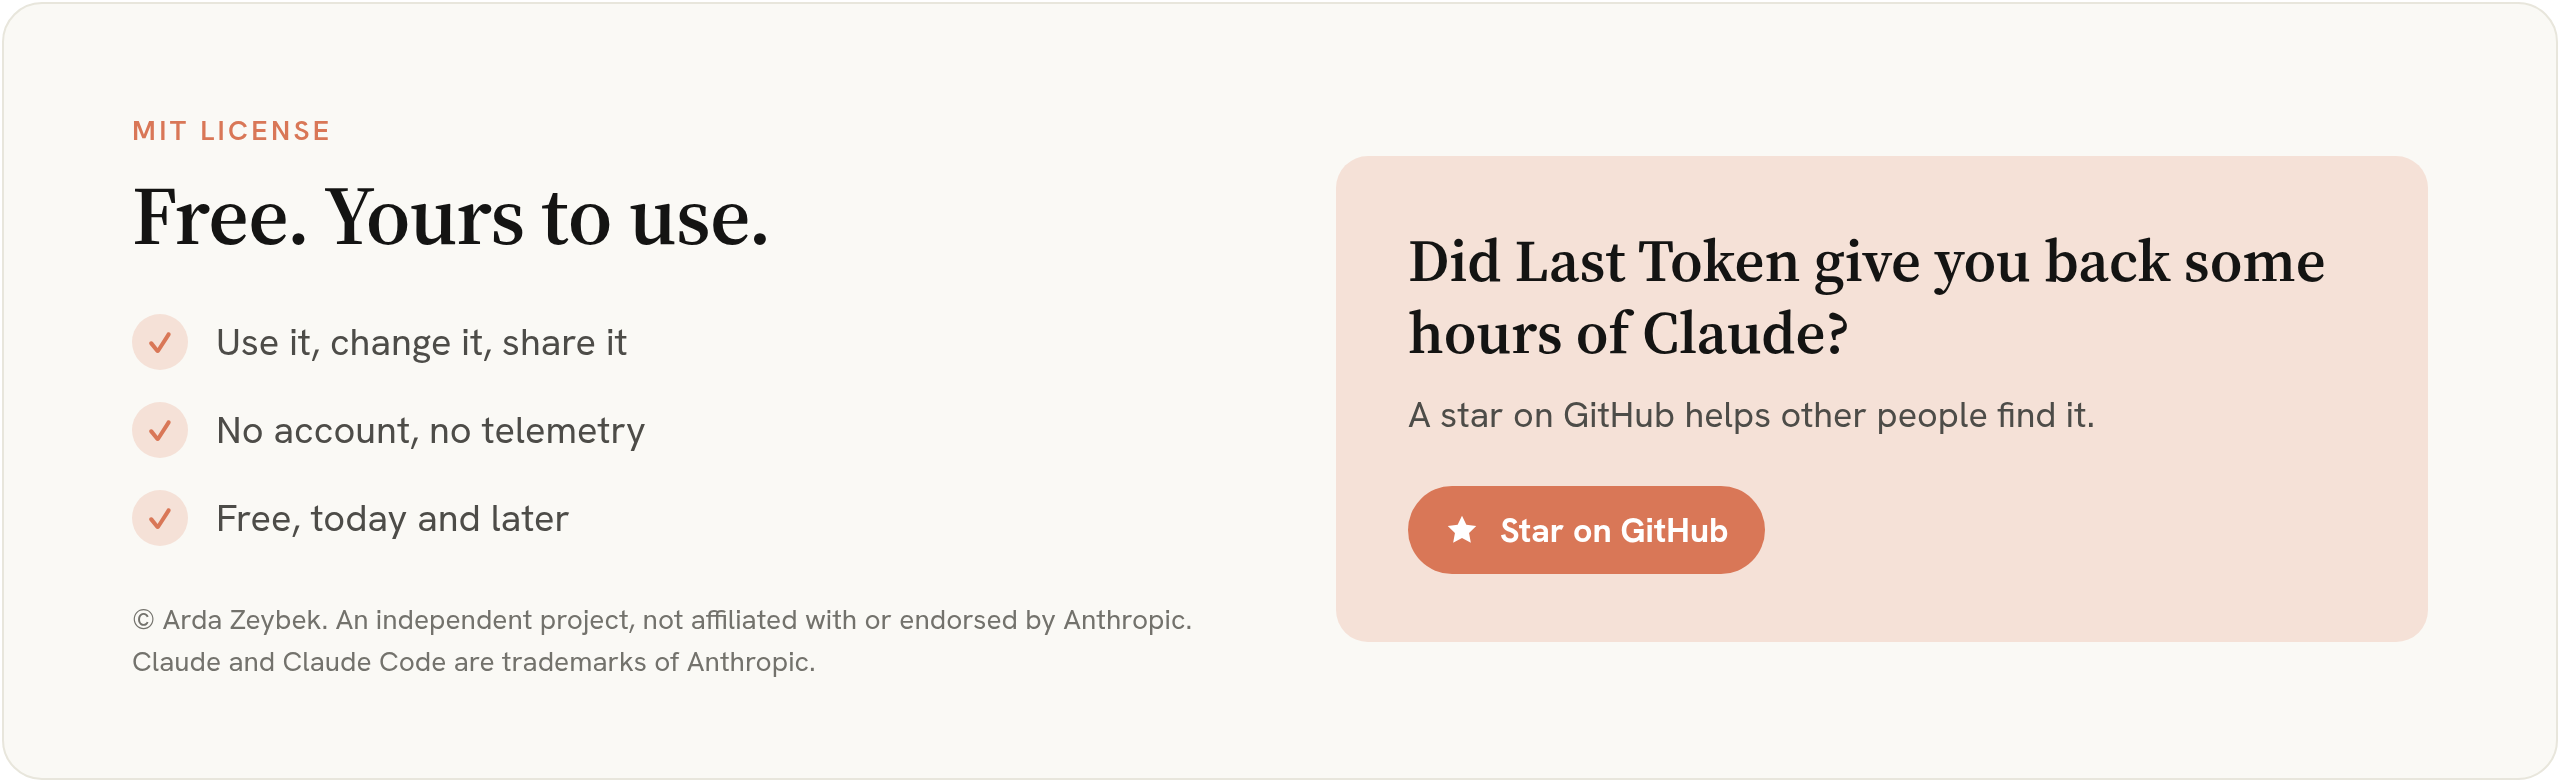 MIT LICENSE
Free. Yours to use.
Use it, change it, share it
No account, no telemetry
Free, today and later
© Arda Zeybek. An independent project, not affiliated with or endorsed by Anthropic.
Claude and Claude Code are trademarks of Anthropic.
Did Last Token give you back some
hours of Claude?
A star on GitHub helps other people find it.
Star on GitHub